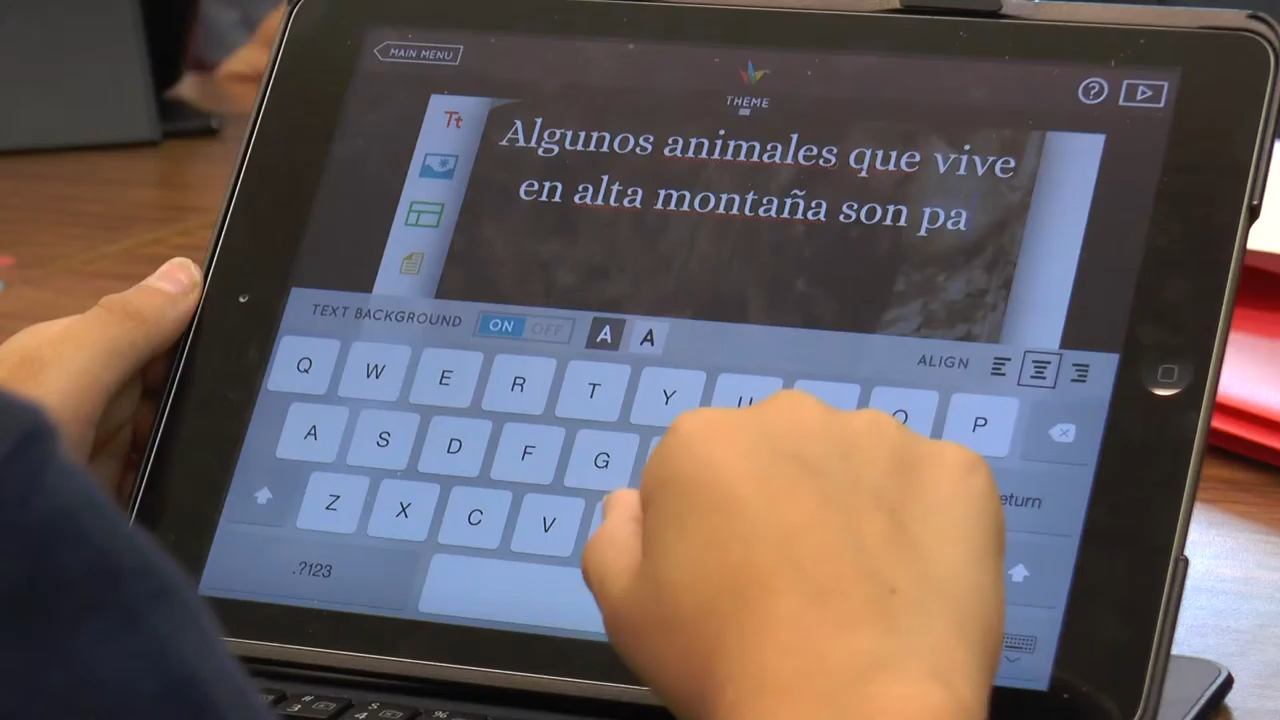 MAIN MENU
THEME
?
Tt
Algunos animales que vive
en alta montaña son pa
TEXT BACKGROUND ON OFF A A ALIGN
Q W E R T Y U O P
A S D F G
Z X C V
.?123